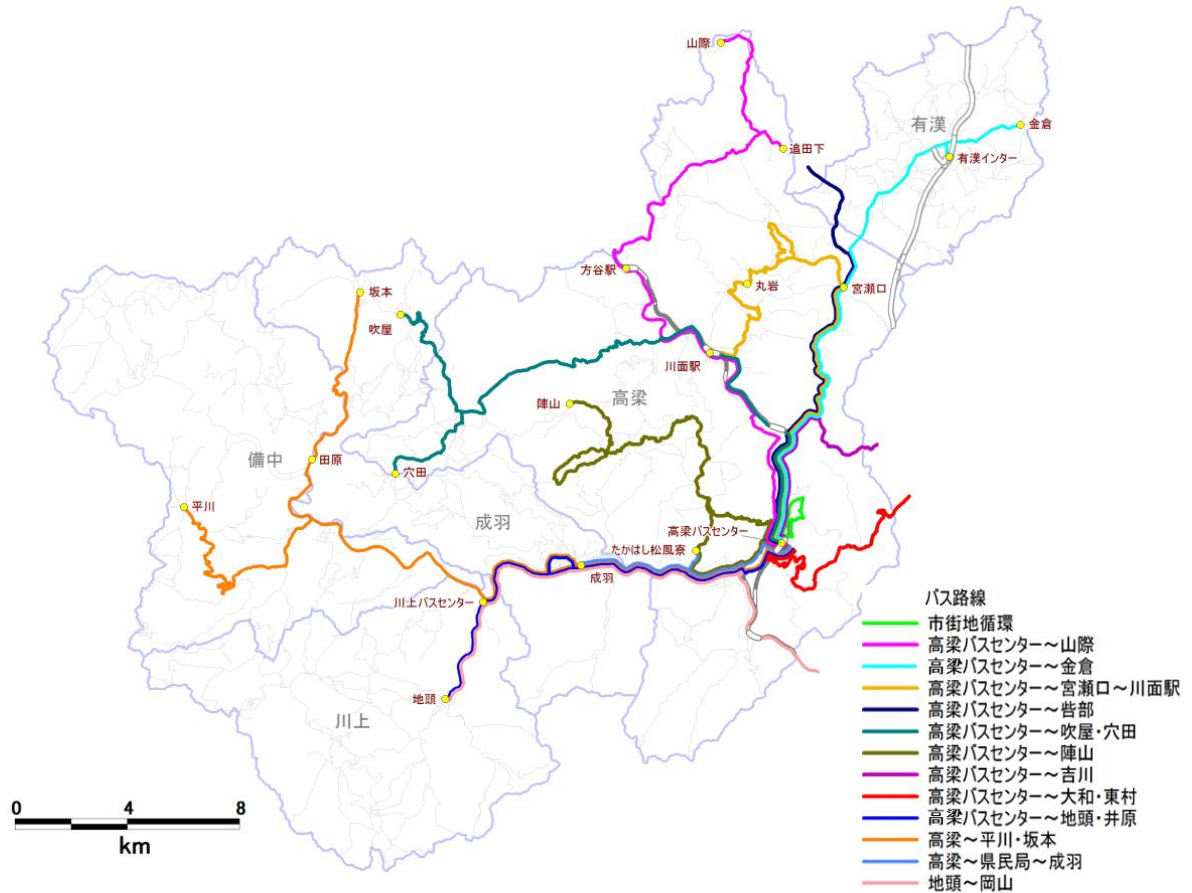 山際
有漢
金倉
追田下
有漢インター
方谷駅
丸岩
宮瀬口
坂本
吹屋
川面駅
陣山
高梁
備中
田原
穴田
平川
成羽
高梁バスセンター
たかはし松風寮
成羽
川上バスセンター
地頭
川上
バス路線
市街地循環
高梁バスセンター～山際
高梁バスセンター～金倉
高梁バスセンター～宮瀬口～川面駅
高梁バスセンター～呰部
高梁バスセンター～吹屋・穴田
高梁バスセンター～陣山
高梁バスセンター～吉川
高梁バスセンター～大和・東村
高梁バスセンター～地頭・井原
高梁～平川・坂本
高梁～県民局～成羽
地頭～岡山
0 4 8
km